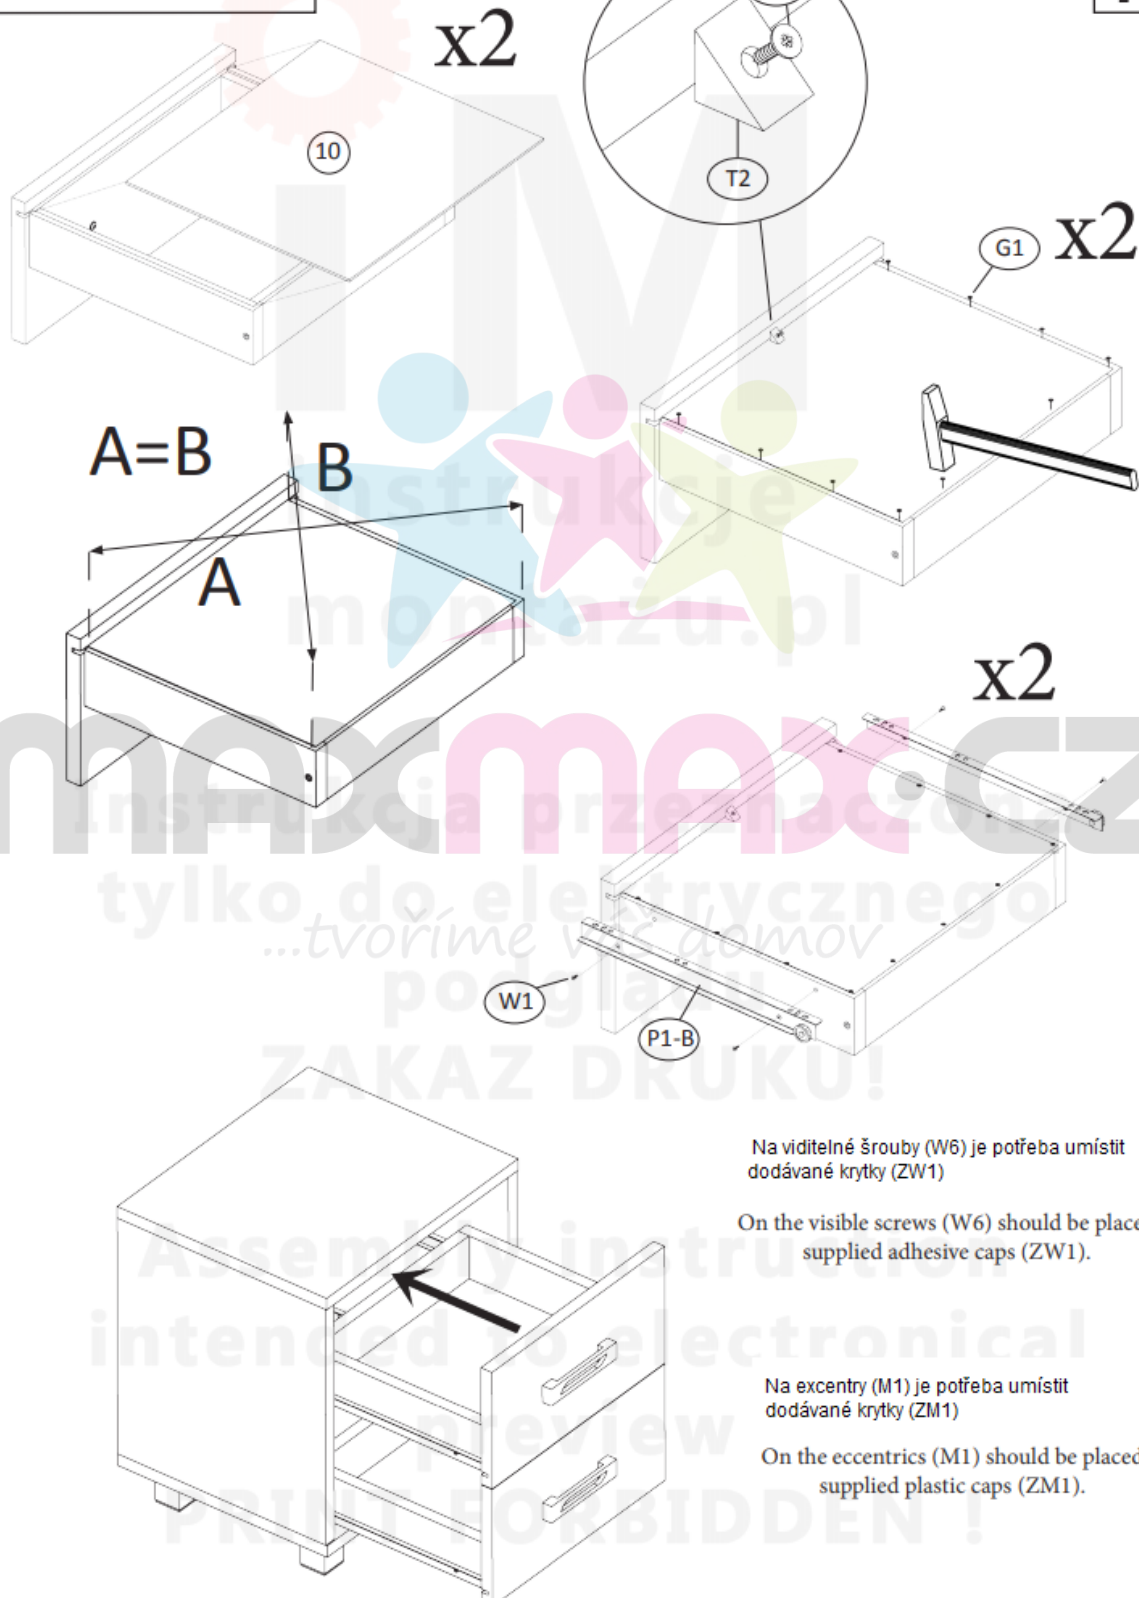 x2
10
T2
G1
x2
A=B
B
A
instrukcje
montażu.pl
x2
maxmax.cz
Instrukcja przeznaczona
tylko do elektrycznego
...tvoříme váš domov
podglądu
W1
P1-B
ZAKAZ DRUKU!
Na viditelné šrouby (W6) je potřeba umístit
dodávané krytky (ZW1)
On the visible screws (W6) should be place
supplied adhesive caps (ZW1).
Assembly instruction
intended to electronical
Na excentry (M1) je potřeba umístit
dodávané krytky (ZM1)
preview
On the eccentrics (M1) should be placed
supplied plastic caps (ZM1).
PRINT FORBIDDEN !